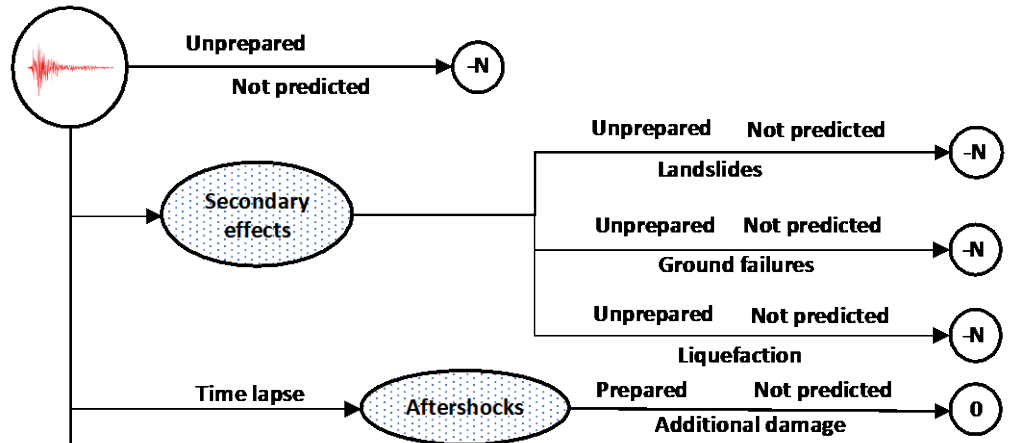 Unprepared
Not predicted
-N
Unprepared Not predicted
Landslides
-N
Secondary
effects
Unprepared Not predicted
Ground failures
-N
Unprepared Not predicted
Liquefaction
-N
Time lapse
Aftershocks
Prepared Not predicted
Additional damage
0